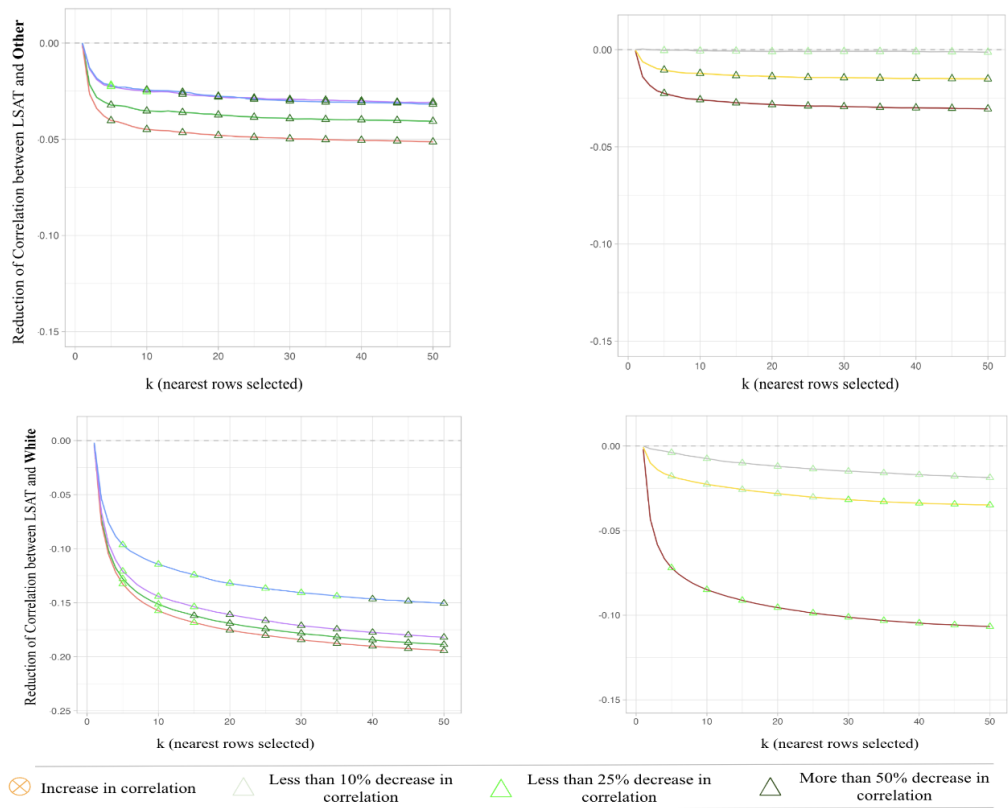 Reduction of Correlation between LSAT and Other
0.00
-0.05
-0.10
-0.15
0 10 20 30 40 50
k (nearest rows selected)
0.00
-0.05
-0.10
-0.15
0 10 20 30 40 50
k (nearest rows selected)
Reduction of Correlation between LSAT and White
0.00
-0.05
-0.10
-0.15
-0.20
-0.25
0 10 20 30 40 50
k (nearest rows selected)
0.00
-0.05
-0.10
-0.15
0 10 20 30 40 50
k (nearest rows selected)
Increase in correlation
Less than 10% decrease in
correlation
Less than 25% decrease in
correlation
More than 50% decrease in
correlation